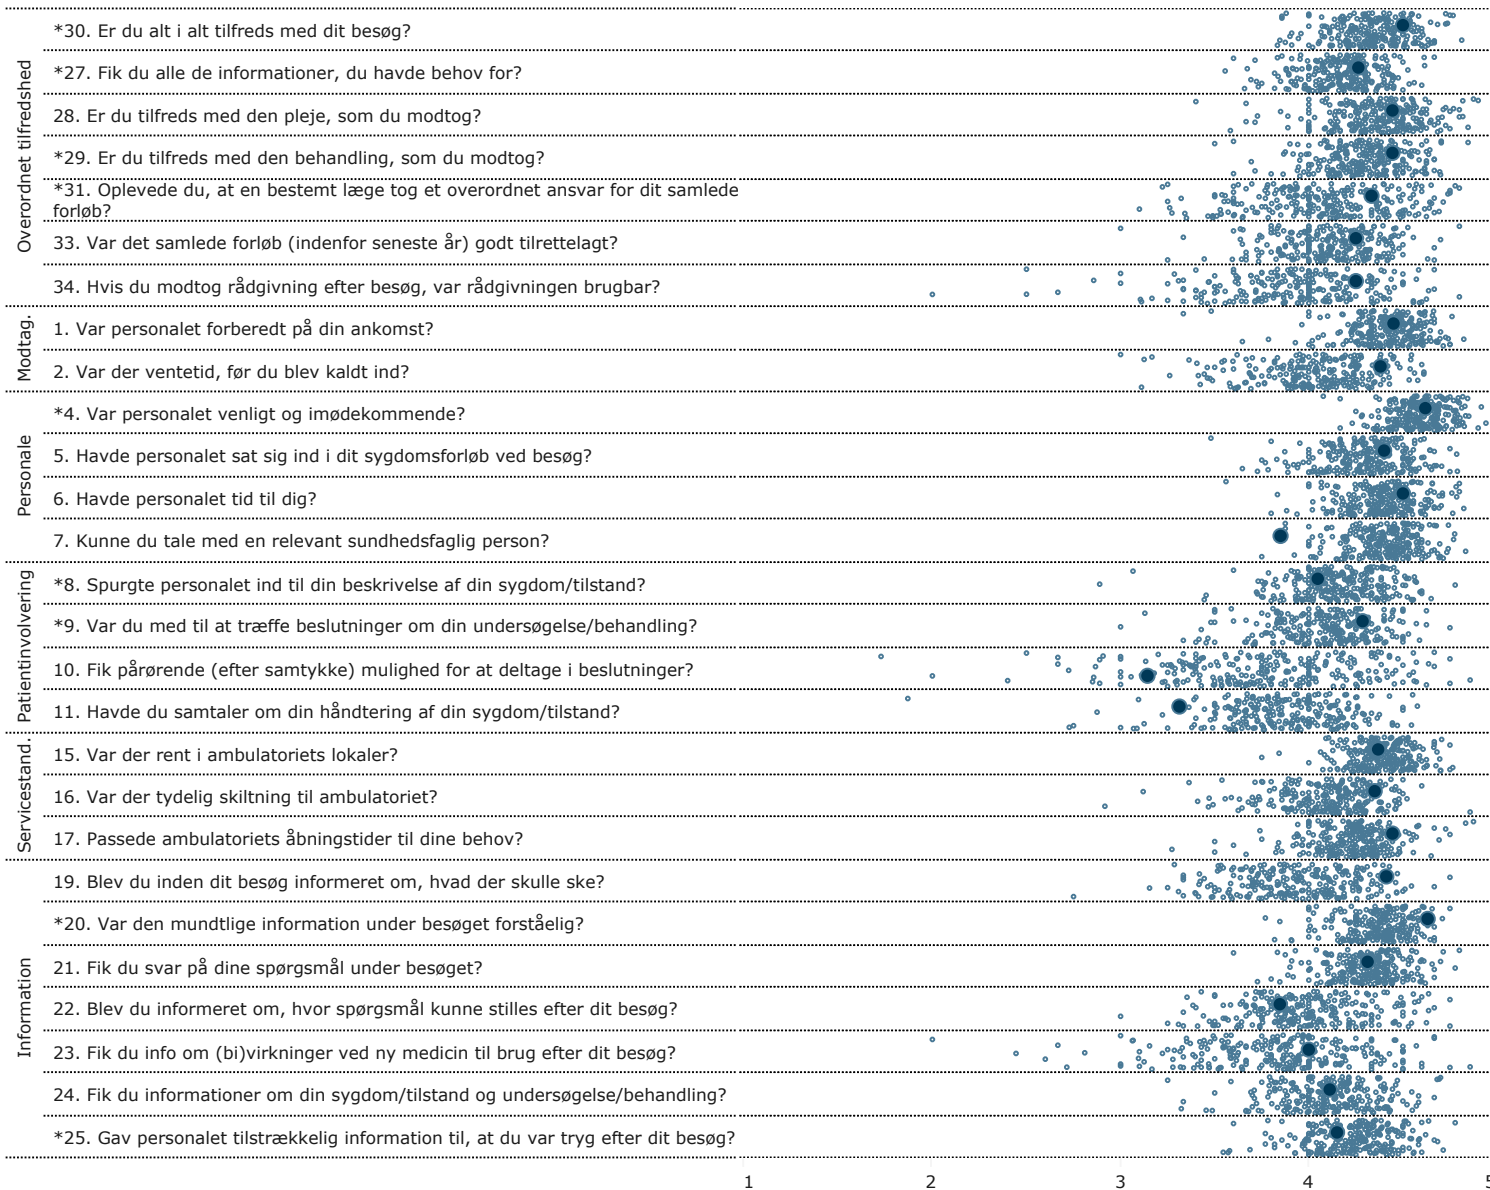 Overordnet tilfredshed
*30. Er du alt i alt tilfreds med dit besøg?
*27. Fik du alle de informationer, du havde behov for?
28. Er du tilfreds med den pleje, som du modtog?
*29. Er du tilfreds med den behandling, som du modtog?
*31. Oplevede du, at en bestemt læge tog et overordnet ansvar for dit samlede
forløb?
33. Var det samlede forløb (indenfor seneste år) godt tilrettelagt?
34. Hvis du modtog rådgivning efter besøg, var rådgivningen brugbar?
Modtag.
1. Var personalet forberedt på din ankomst?
2. Var der ventetid, før du blev kaldt ind?
Personale
*4. Var personalet venligt og imødekommende?
5. Havde personalet sat sig ind i dit sygdomsforløb ved besøg?
6. Havde personalet tid til dig?
7. Kunne du tale med en relevant sundhedsfaglig person?
Patientinvolvering
*8. Spurgte personalet ind til din beskrivelse af din sygdom/tilstand?
*9. Var du med til at træffe beslutninger om din undersøgelse/behandling?
10. Fik pårørende (efter samtykke) mulighed for at deltage i beslutninger?
11. Havde du samtaler om din håndtering af din sygdom/tilstand?
Servicestand.
15. Var der rent i ambulatoriets lokaler?
16. Var der tydelig skiltning til ambulatoriet?
17. Passede ambulatoriets åbningstider til dine behov?
Information
19. Blev du inden dit besøg informeret om, hvad der skulle ske?
*20. Var den mundtlige information under besøget forståelig?
21. Fik du svar på dine spørgsmål under besøget?
22. Blev du informeret om, hvor spørgsmål kunne stilles efter dit besøg?
23. Fik du info om (bi)virkninger ved ny medicin til brug efter dit besøg?
24. Fik du informationer om din sygdom/tilstand og undersøgelse/behandling?
*25. Gav personalet tilstrækkelig information til, at du var tryg efter dit besøg?
1 2 3 4 5